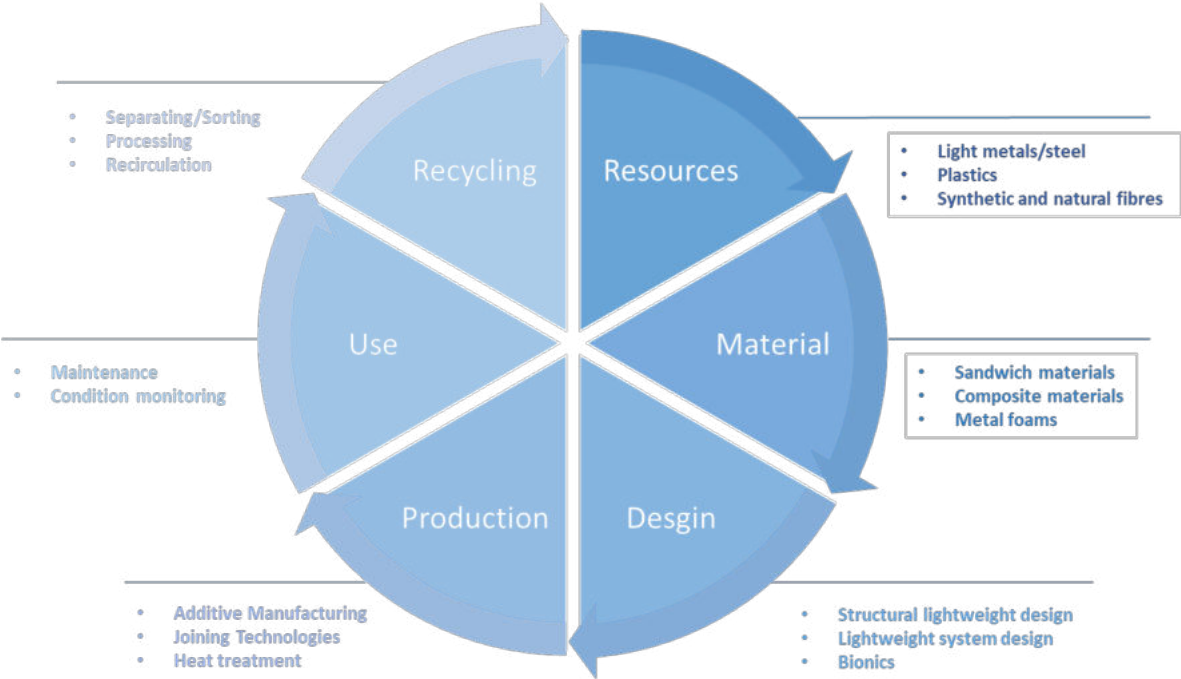 Recycling
Resources
Material
Desgin
Production
Use
• Separating/Sorting
• Processing
• Recirculation
• Light metals/steel
• Plastics
• Synthetic and natural fibres
• Maintenance
• Condition monitoring
• Sandwich materials
• Composite materials
• Metal foams
• Additive Manufacturing
• Joining Technologies
• Heat treatment
• Structural lightweight design
• Lightweight system design
• Bionics